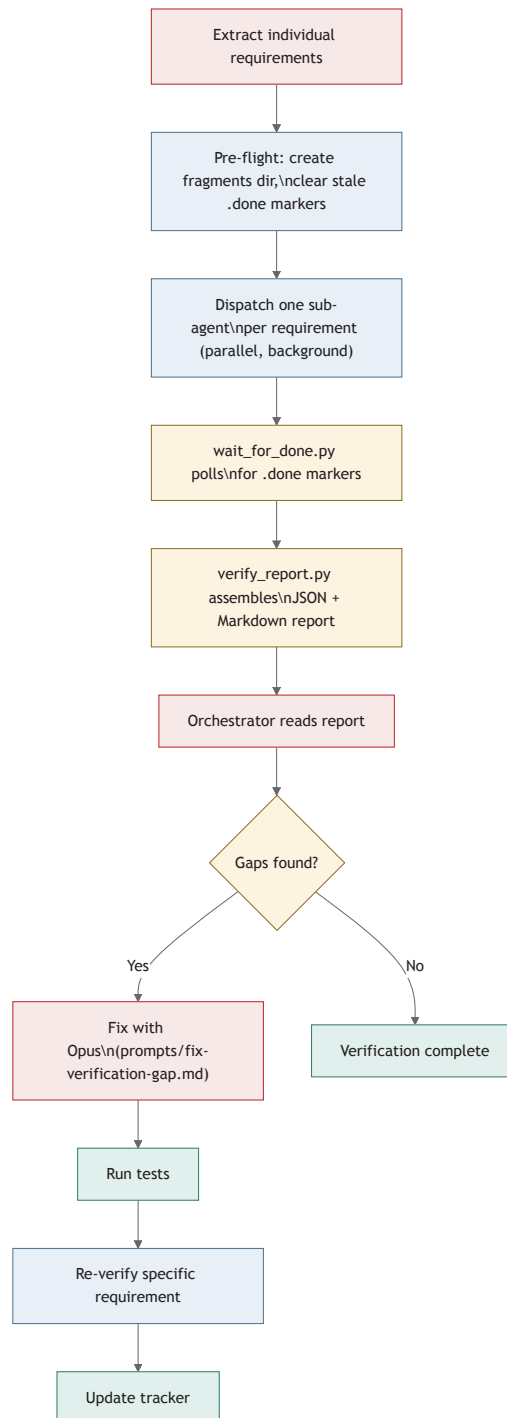 Extract individual
requirements
Pre-flight: create
fragments dir,\nclear stale
.done markers
Dispatch one sub-
agent\nper requirement
(parallel, background)
wait_for_done.py
polls\nfor .done markers
verify_report.py
assembles\nJSON +
Markdown report
Orchestrator reads report
Gaps found?
Yes
No
Fix with
Opus\n(prompts/fix-
verification-gap.md)
Verification complete
Run tests
Re-verify specific
requirement
Update tracker